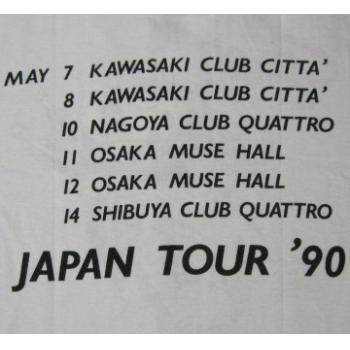 MAY 7 KAWASAKI CLUB CITTA'
8 KAWASAKI CLUB CITTA'
10 NAGOYA CLUB QUATTRO
11 OSAKA MUSE HALL
12 OSAKA MUSE HALL
14 SHIBUYA CLUB QUATTRO
JAPAN TOUR '90